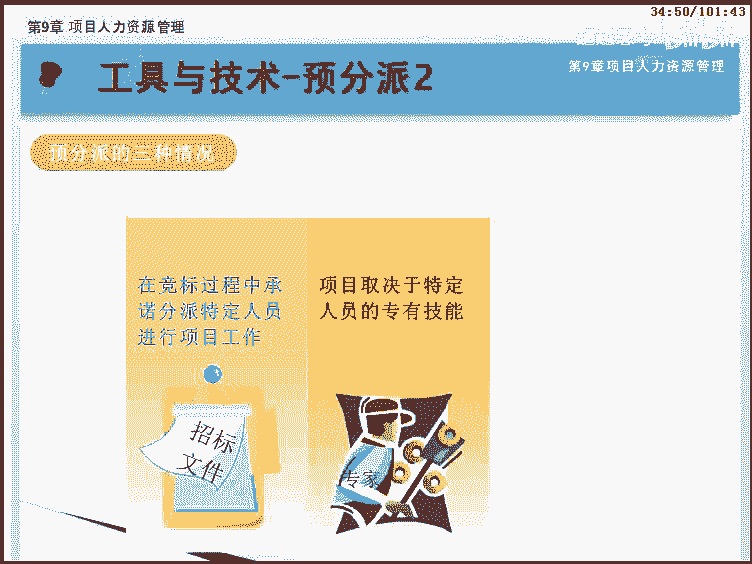 34:50/101:43
第9章 项目人力资源管理
工具与技术-预分派2
第9章项目人力资源管理
预分派的三种情况
在竞标过程中承
诺分派特定人员
进行项目工作
项目取决于特定
人员的专有技能
招标
文件
专家